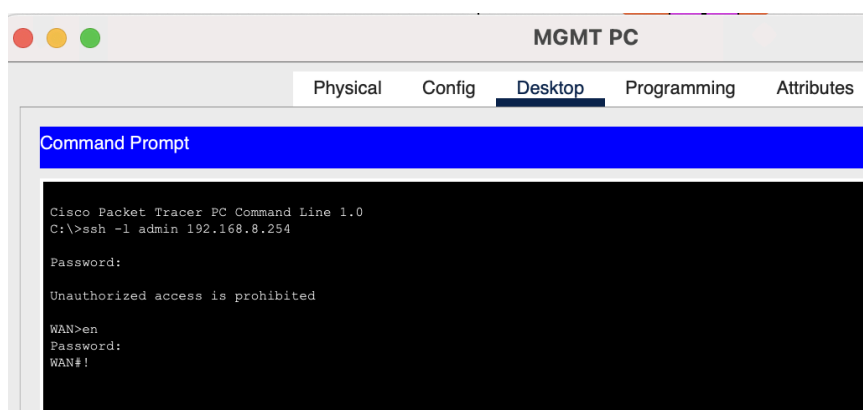 MGMT PC
Physical Config Desktop Programming Attributes
Command Prompt
Cisco Packet Tracer PC Command Line 1.0
C:\>ssh -l admin 192.168.8.254
Password:
Unauthorized access is prohibited
WAN>en
Password:
WAN#!